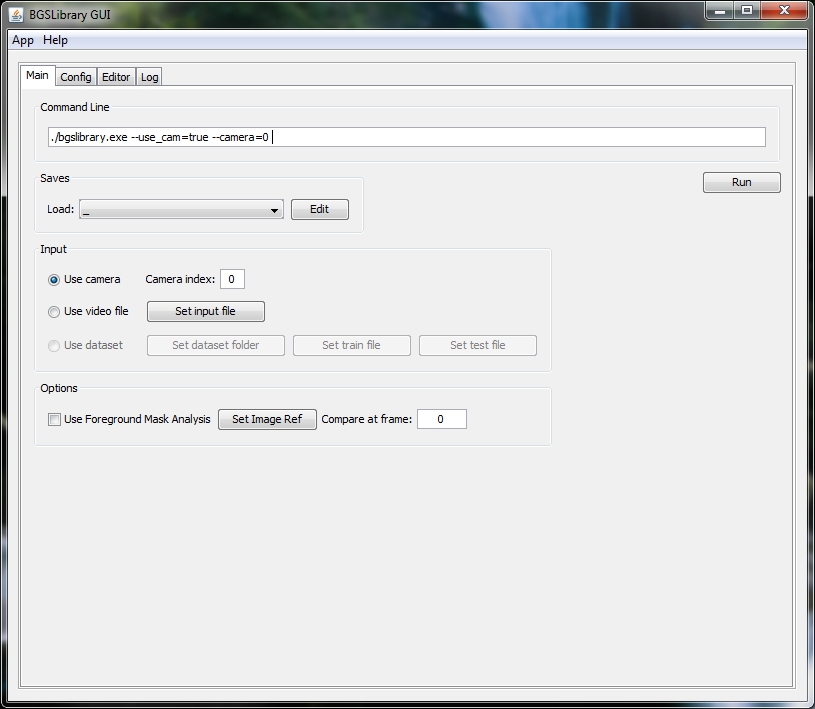 BGSLibrary GUI
App Help
Main Config Editor Log
Command Line
./bgslibrary.exe --use_cam=true --camera=0
Saves
Run
Load: _ Edit
Input
Use camera Camera index: 0
Use video file Set input file
Use dataset Set dataset folder Set train file Set test file
Options
Use Foreground Mask Analysis Set Image Ref Compare at frame: 0